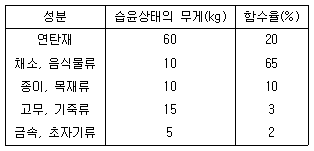 성분 습윤상태의 무게(kg) 함수율(%)
연탄재 60 20
채소, 음식물류 10 65
종이, 목재류 10 10
고무, 기죽류 15 3
금속, 초자기류 5 2